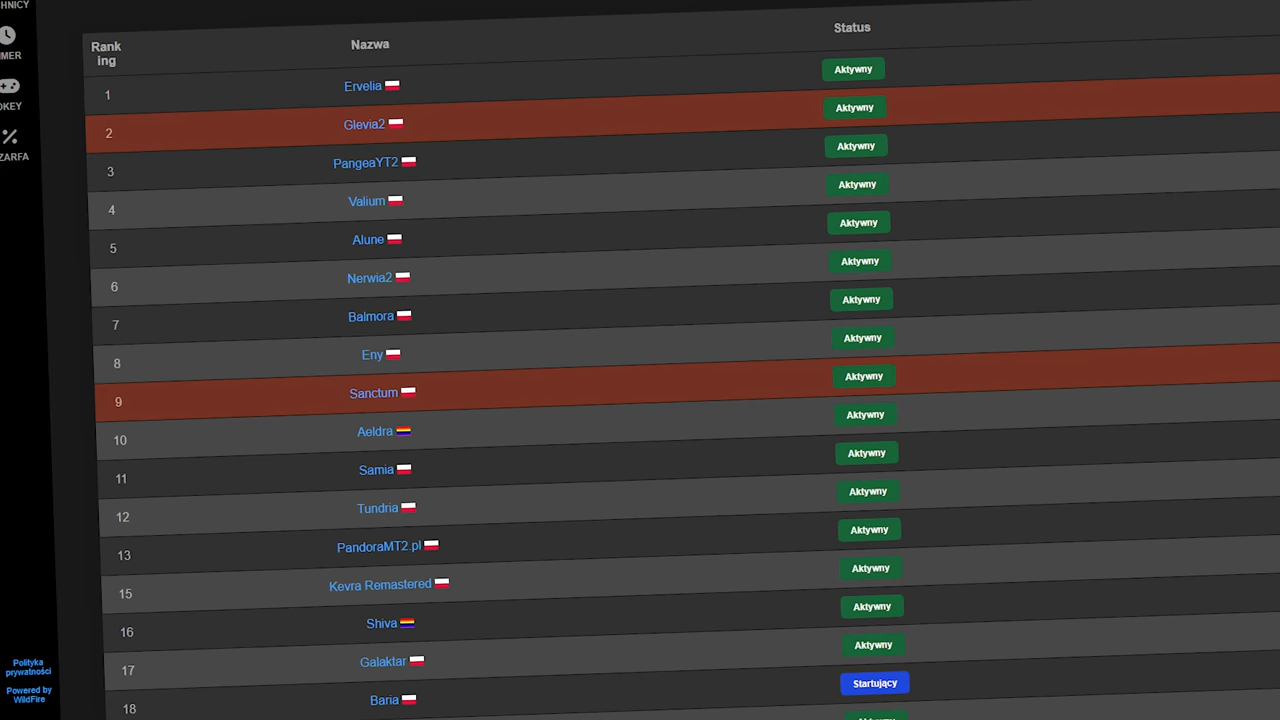 HNICY
MER
OKEY
ZARFA
Polityka
prywatności
Powered by
WildFire
Rank
ing
Nazwa
Status
1
Ervelia
Aktywny
2
Glevia2
Aktywny
3
PangeaYT2
Aktywny
4
Valium
Aktywny
5
Alune
Aktywny
6
Nerwia2
Aktywny
7
Balmora
Aktywny
8
Eny
Aktywny
9
Sanctum
Aktywny
10
Aeldra
Aktywny
11
Samia
Aktywny
12
Tundria
Aktywny
13
PandoraMT2.pl
Aktywny
15
Kevra Remastered
Aktywny
16
Shiva
Aktywny
17
Galaktar
Aktywny
18
Baria
Startujący
Aktywny